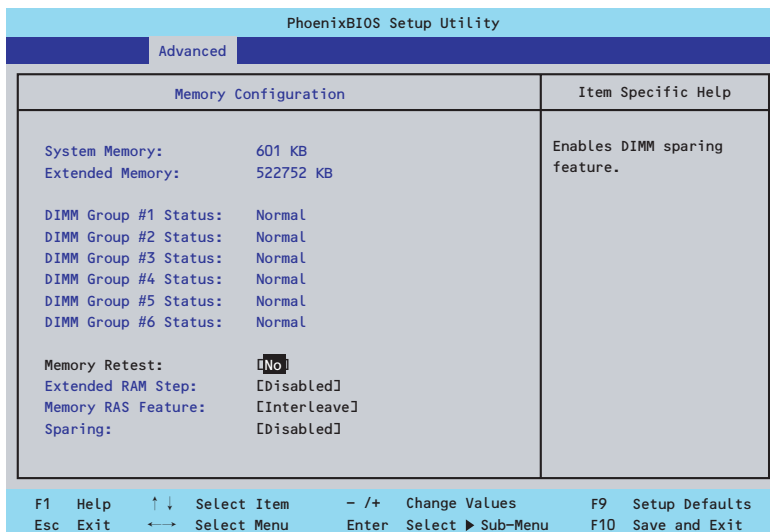 PhoenixBIOS Setup Utility
Advanced
Memory Configuration
Item Specific Help
System Memory: 601 KB
Extended Memory: 522752 KB
DIMM Group #1 Status: Normal
DIMM Group #2 Status: Normal
DIMM Group #3 Status: Normal
DIMM Group #4 Status: Normal
DIMM Group #5 Status: Normal
DIMM Group #6 Status: Normal
Memory Retest: [No]
Extended RAM Step: [Disabled]
Memory RAS Feature: [Interleave]
Sparing: [Disabled]
Enables DIMM sparing
feature.
F1 Help ↑↓ Select Item – /+ Change Values F9 Setup Defaults
Esc Exit ←→ Select Menu Enter Select ▶ Sub–Menu F10 Save and Exit